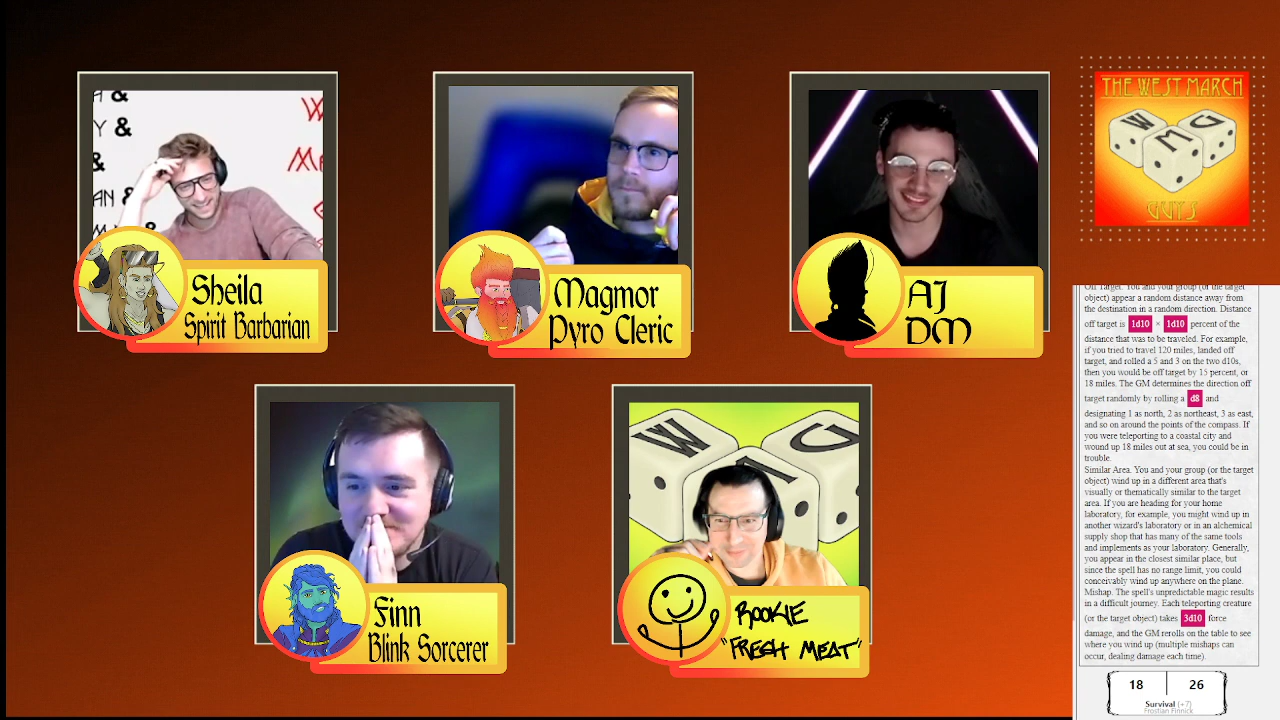 &
Y &
&
AN &
&
W
Sheila
Spirit Barbarian
Magmor
Pyro Cleric
AJ
DM
THE WEST MARCH
W M G
GUYS
W
G
Finn
Blink Sorcerer
ROOKIE
"FRESH MEAT"
Off Target. You and your group (or the target
object) appear a random distance away from
the destination in a random direction. Distance
off target is 1d10 × 1d10 percent of the
distance that was to be traveled. For example,
if you tried to travel 120 miles, landed off
target, and rolled a 5 and 3 on the two d10s,
then you would be off target by 15 percent, or
18 miles. The GM determines the direction off
target randomly by rolling a d8 and
designating 1 as north, 2 as northeast, 3 as east,
and so on around the points of the compass. If
you were teleporting to a coastal city and
wound up 18 miles out at sea, you could be in
trouble.
Similar Area. You and your group (or the target
object) wind up in a different area that's
visually or thematically similar to the target
area. If you are heading for your home
laboratory, for example, you might wind up in
another wizard's laboratory or in an alchemical
supply shop that has many of the same tools
and implements as your laboratory. Generally,
you appear in the closest similar place, but
since the spell has no range limit, you could
conceivably wind up anywhere on the plane.
Mishap. The spell's unpredictable magic results
in a difficult journey. Each teleporting creature
(or the target object) takes 3d10 force
damage, and the GM rerolls on the table to see
where you wind up (multiple mishaps can
occur, dealing damage each time).
18 26
Survival (+7)
Frostian Finnick